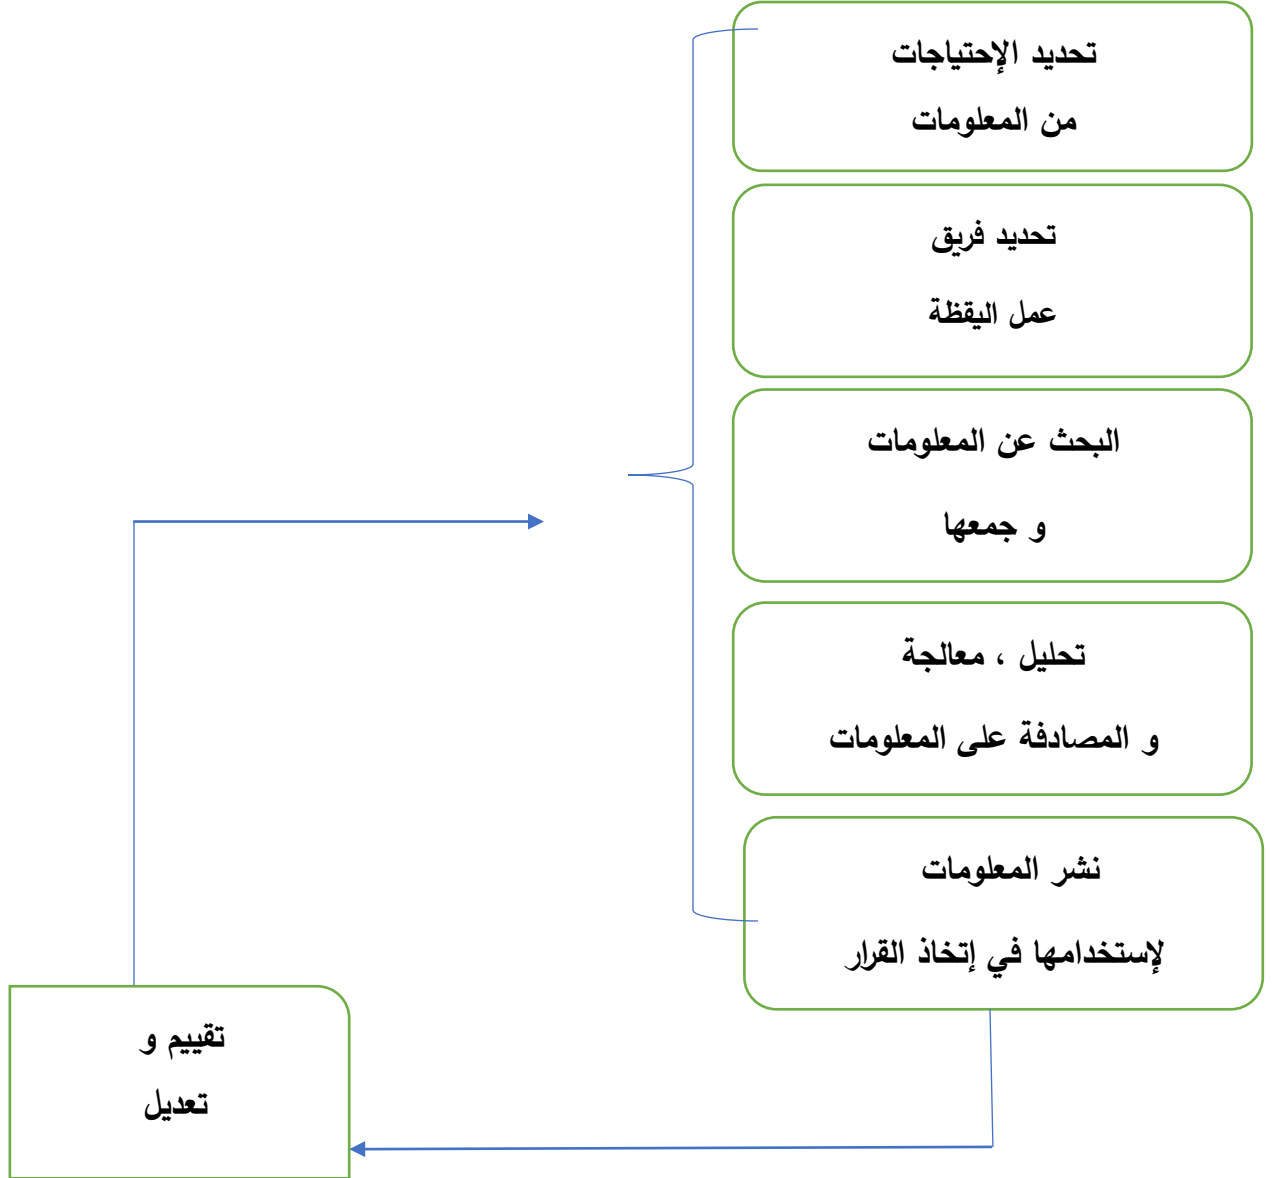 تحديد الإحتياجات
من المعلومات
تحديد فريق
عمل اليقظة
البحث عن المعلومات
و جمعها
تحليل ، معالجة
و المصادفة على المعلومات
نشر المعلومات
لإستخدامها في إتخاذ القرار
تقييم و
تعديل